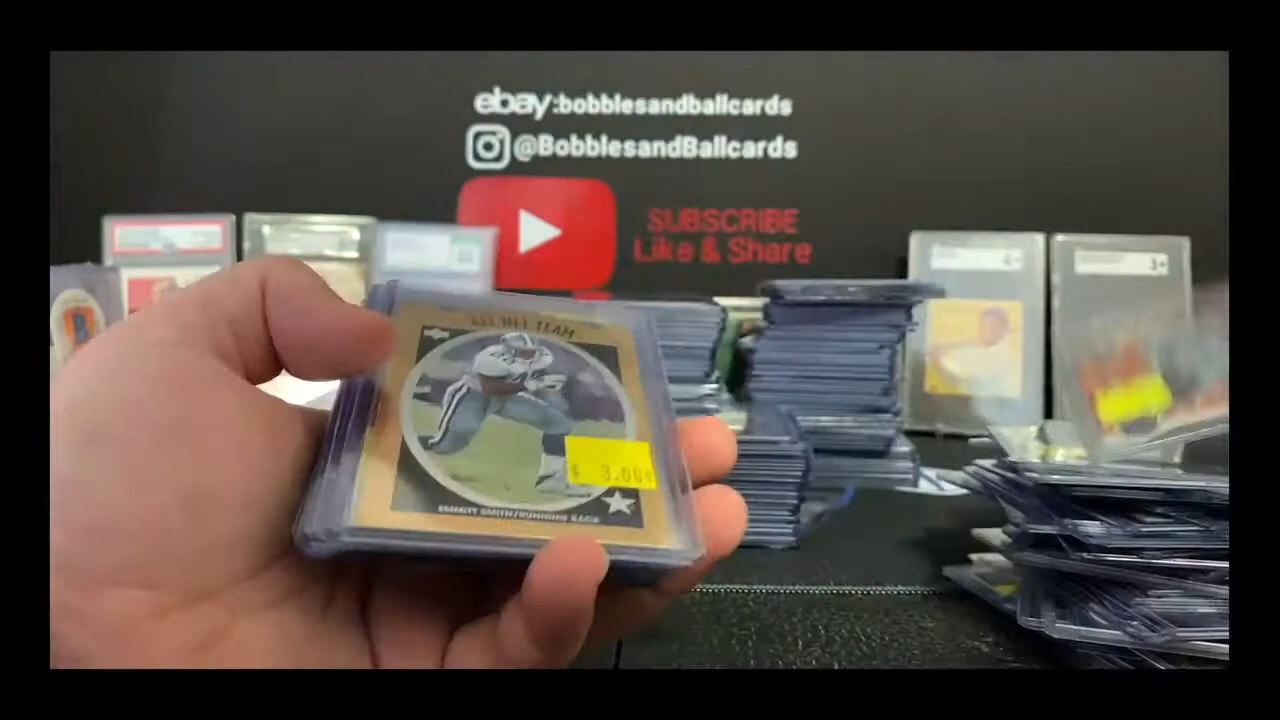 ebay:bobblesandballcards
@BobblesandBallcards
SUBSCRIBE
Like & Share
ALL NFL TEAM
$ 3.00
EMMITT SMITH/RUNNING BACK